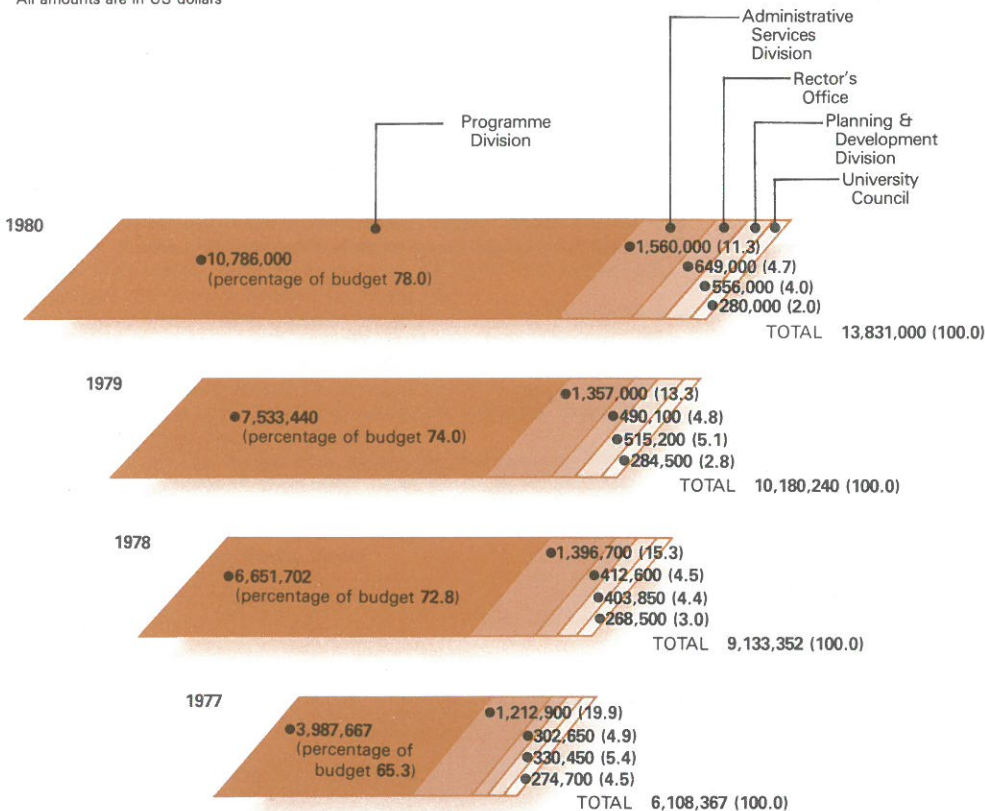 All amounts are in US dollars
Administrative
Services
Division
Rector's
Office
Programme
Division
Planning &
Development
Division
University
Council
1980
10,786,000
(percentage of budget 78.0)
1,560,000 (11.3)
649,000 (4.7)
556,000 (4.0)
280,000 (2.0)
TOTAL 13,831,000 (100.0)
1979
7,533,440
(percentage of budget 74.0)
1,357,000 (13.3)
490,100 (4.8)
515,200 (5.1)
284,500 (2.8)
TOTAL 10,180,240 (100.0)
1978
6,651,702
(percentage of budget 72.8)
1,396,700 (15.3)
412,600 (4.5)
403,850 (4.4)
268,500 (3.0)
TOTAL 9,133,352 (100.0)
1977
3,987,667
(percentage of
budget 65.3)
1,212,900 (19.9)
302,650 (4.9)
330,450 (5.4)
274,700 (4.5)
TOTAL 6,108,367 (100.0)